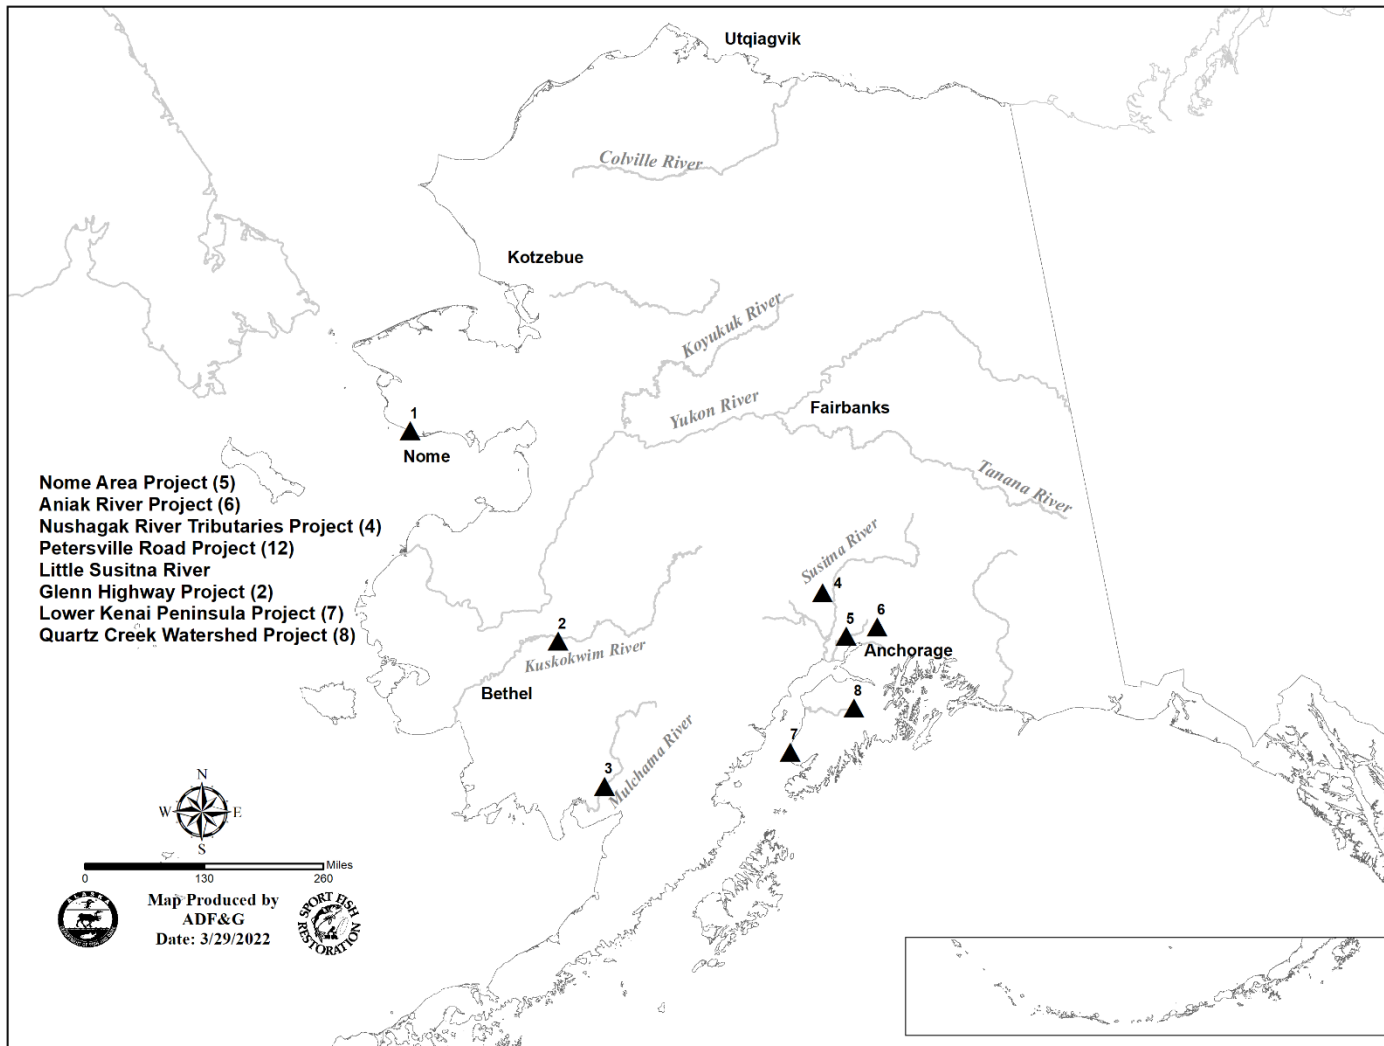 Utqiagvik
Colville River
Kotzebue
Koyukuk River
Yukon River
Fairbanks
1
Nome
Tanana River
Nome Area Project (5)
Aniak River Project (6)
Nushagak River Tributaries Project (4)
Petersville Road Project (12)
Little Susitna River
Glenn Highway Project (2)
Lower Kenai Peninsula Project (7)
Quartz Creek Watershed Project (8)
Susitna River
4
5
6
Anchorage
2
Kuskokwim River
Bethel
8
7
3
Mulchatna River
N
W E
S
Miles
0 130 260
ALASKA
Map Produced by
ADF&G
Date: 3/29/2022
SPORT FISH
RESTORATION